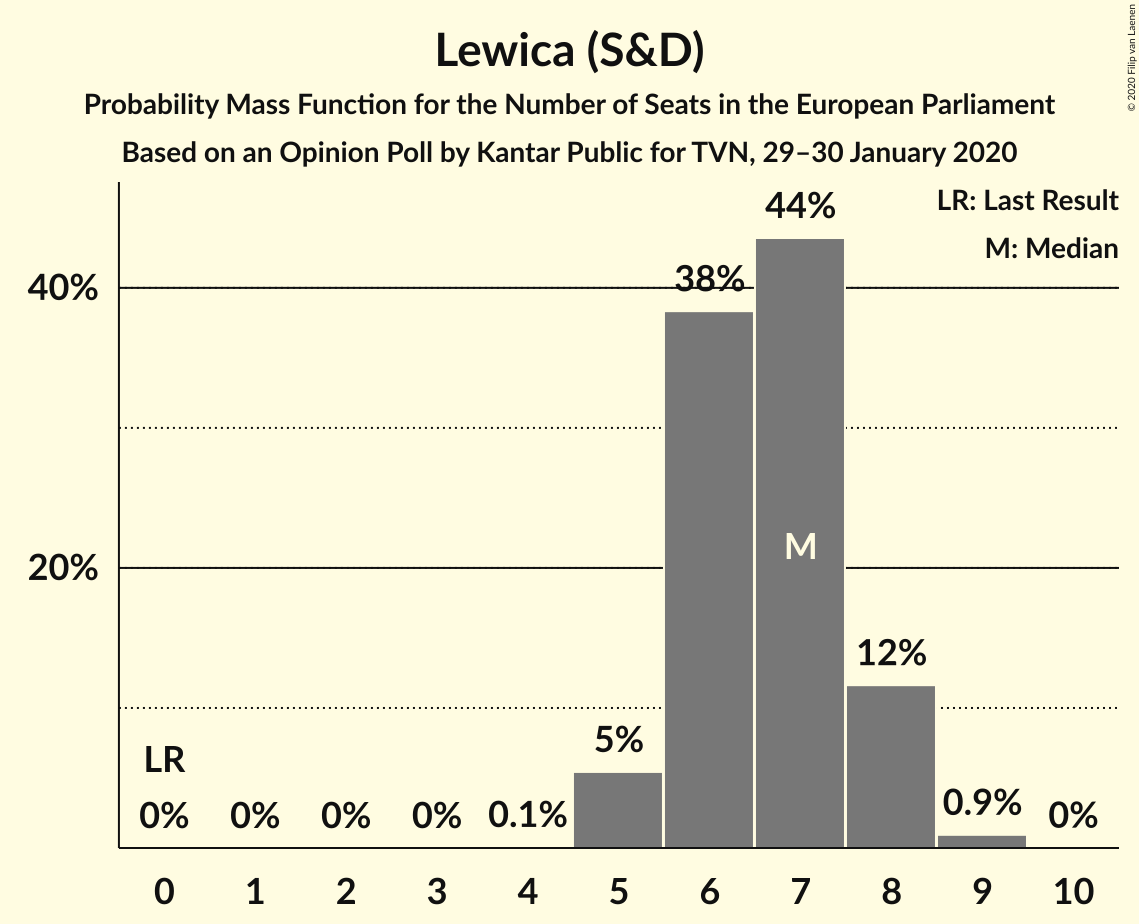 Lewica (S&D)
Probability Mass Function for the Number of Seats in the European Parliament
Based on an Opinion Poll by Kantar Public for TVN, 29–30 January 2020
© 2020 Filip van Laenen
LR: Last Result
M: Median
44%
38%
40%
M
20%
12%
5%
LR
0% 0% 0% 0% 0.1% 0.9% 0%
0 1 2 3 4 5 6 7 8 9 10